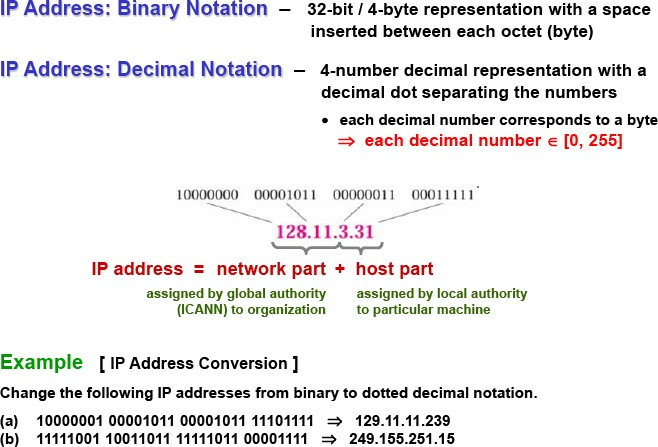 IP Address: Binary Notation – 32-bit / 4-byte representation with a space
inserted between each octet (byte)
IP Address: Decimal Notation – 4-number decimal representation with a
decimal dot separating the numbers
• each decimal number corresponds to a byte
⇒ each decimal number ∈ [0, 255]
10000000 00001011 00000011 00011111
128.11.3.31
IP address = network part + host part
assigned by global authority assigned by local authority
(ICANN) to organization to particular machine
Example [ IP Address Conversion ]
Change the following IP addresses from binary to dotted decimal notation.
(a) 10000001 00001011 00001011 11101111 ⇒ 129.11.11.239
(b) 11111001 10011011 11111011 00001111 ⇒ 249.155.251.15